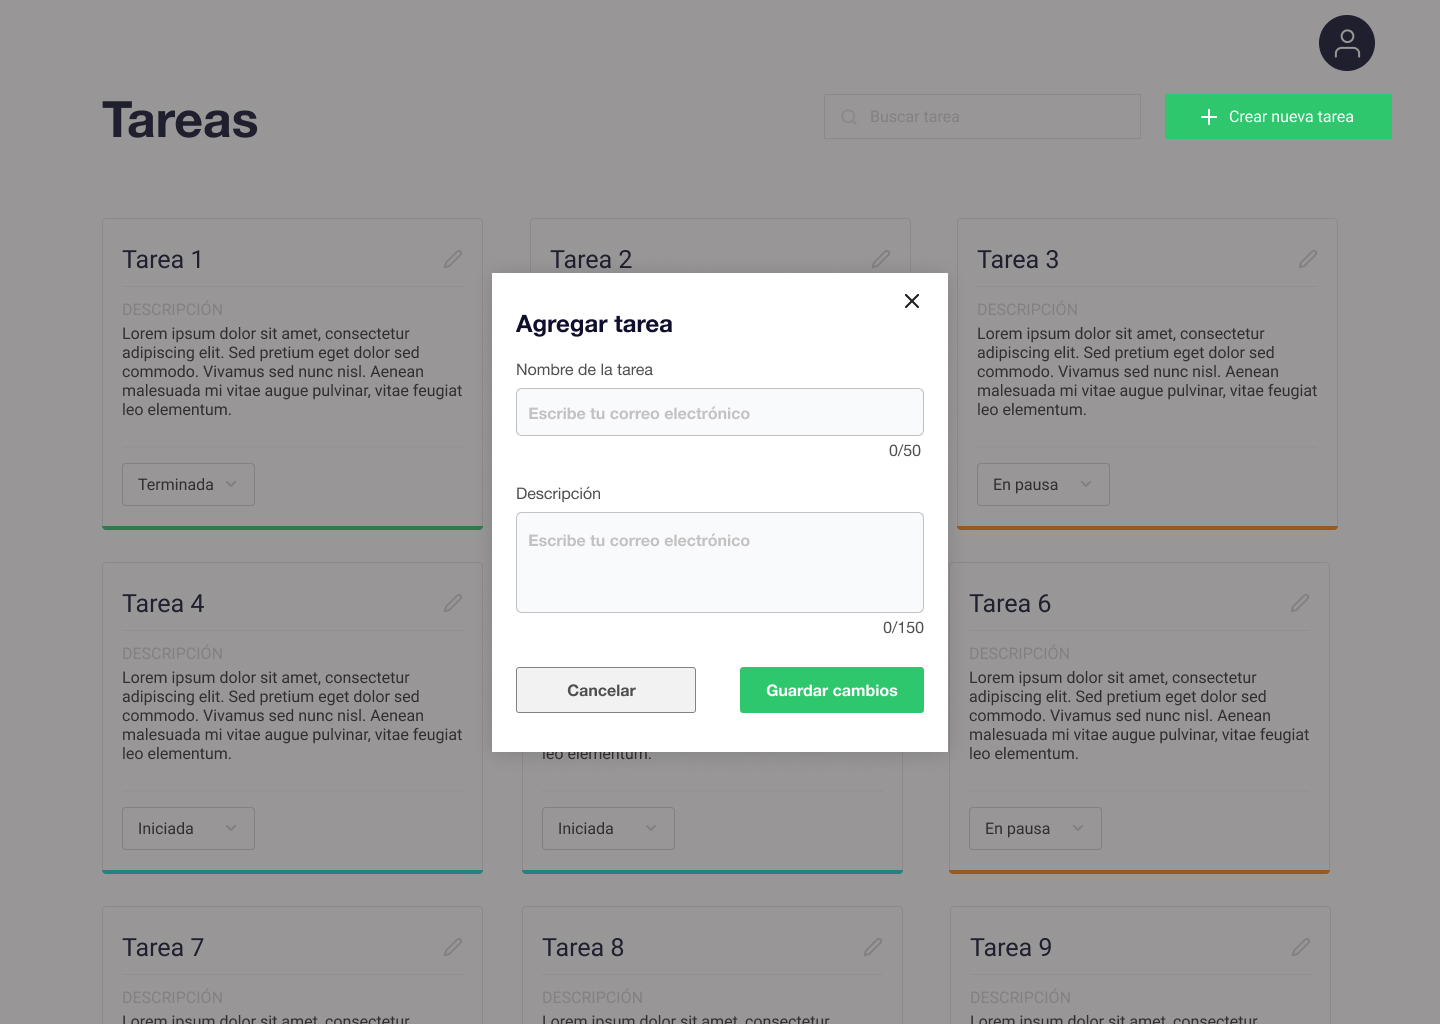 Tareas
Buscar tarea
Crear nueva tarea
Tarea 1
DESCRIPCIÓN
Lorem ipsum dolor sit amet, consectetur
adipiscing elit. Sed pretium eget dolor sed
commodo. Vivamus sed nunc nisl. Aenean
malesuada mi vitae augue pulvinar, vitae feugiat
leo elementum.
Terminada
Tarea 2
Tarea 3
DESCRIPCIÓN
Lorem ipsum dolor sit amet, consectetur
adipiscing elit. Sed pretium eget dolor sed
commodo. Vivamus sed nunc nisl. Aenean
malesuada mi vitae augue pulvinar, vitae feugiat
leo elementum.
En pausa
Agregar tarea
Nombre de la tarea
Escribe tu correo electrónico
0/50
Descripción
Escribe tu correo electrónico
0/150
Cancelar
Guardar cambios
Tarea 4
DESCRIPCIÓN
Lorem ipsum dolor sit amet, consectetur
adipiscing elit. Sed pretium eget dolor sed
commodo. Vivamus sed nunc nisl. Aenean
malesuada mi vitae augue pulvinar, vitae feugiat
leo elementum.
Iniciada
leo elementum.
Iniciada
Tarea 6
DESCRIPCIÓN
Lorem ipsum dolor sit amet, consectetur
adipiscing elit. Sed pretium eget dolor sed
commodo. Vivamus sed nunc nisl. Aenean
malesuada mi vitae augue pulvinar, vitae feugiat
leo elementum.
En pausa
Tarea 7
DESCRIPCIÓN
Lorem ipsum dolor sit amet, consectetur
Tarea 8
DESCRIPCIÓN
Lorem ipsum dolor sit amet, consectetur
Tarea 9
DESCRIPCIÓN
Lorem ipsum dolor sit amet, consectetur